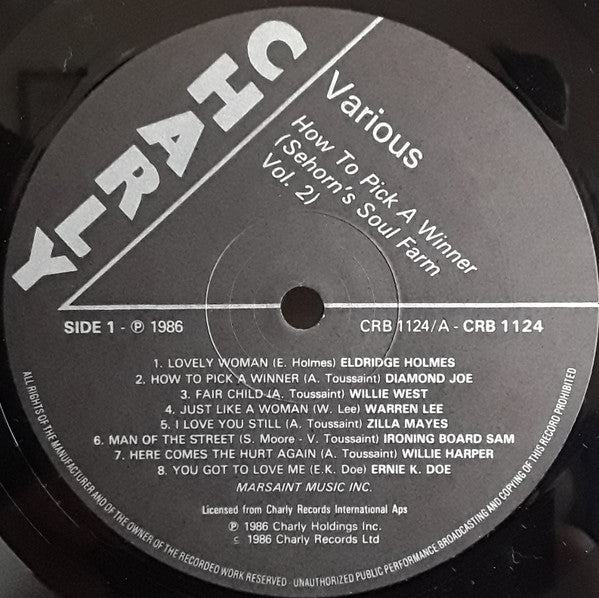 CHARLY
Various
How To Pick A Winner
(Sehorn's Soul Farm
Vol. 2)
SIDE 1 - ℗ 1986
CRB 1124/A - CRB 1124
1. LOVELY WOMAN (E. Holmes) ELDRIDGE HOLMES
2. HOW TO PICK A WINNER (A. Toussaint) DIAMOND JOE
3. FAIR CHILD (A. Toussaint) WILLIE WEST
4. JUST LIKE A WOMAN (W. Lee) WARREN LEE
5. I LOVE YOU STILL (A. Toussaint) ZILLA MAYES
6. MAN OF THE STREET (S. Moore - V. Toussaint) IRONING BOARD SAM
7. HERE COMES THE HURT AGAIN (A. Toussaint) WILLIE HARPER
8. YOU GOT TO LOVE ME (E.K. Doe) ERNIE K. DOE
MARSAINT MUSIC INC.
Licensed from Charly Records International Aps
℗ 1986 Charly Holdings Inc.
© 1986 Charly Records Ltd
ALL RIGHTS OF THE MANUFACTURER AND OF THE OWNER OF THE RECORDED WORK RESERVED · UNAUTHORIZED PUBLIC PERFORMANCE BROADCASTING AND COPYING OF THIS RECORD PROHIBITED